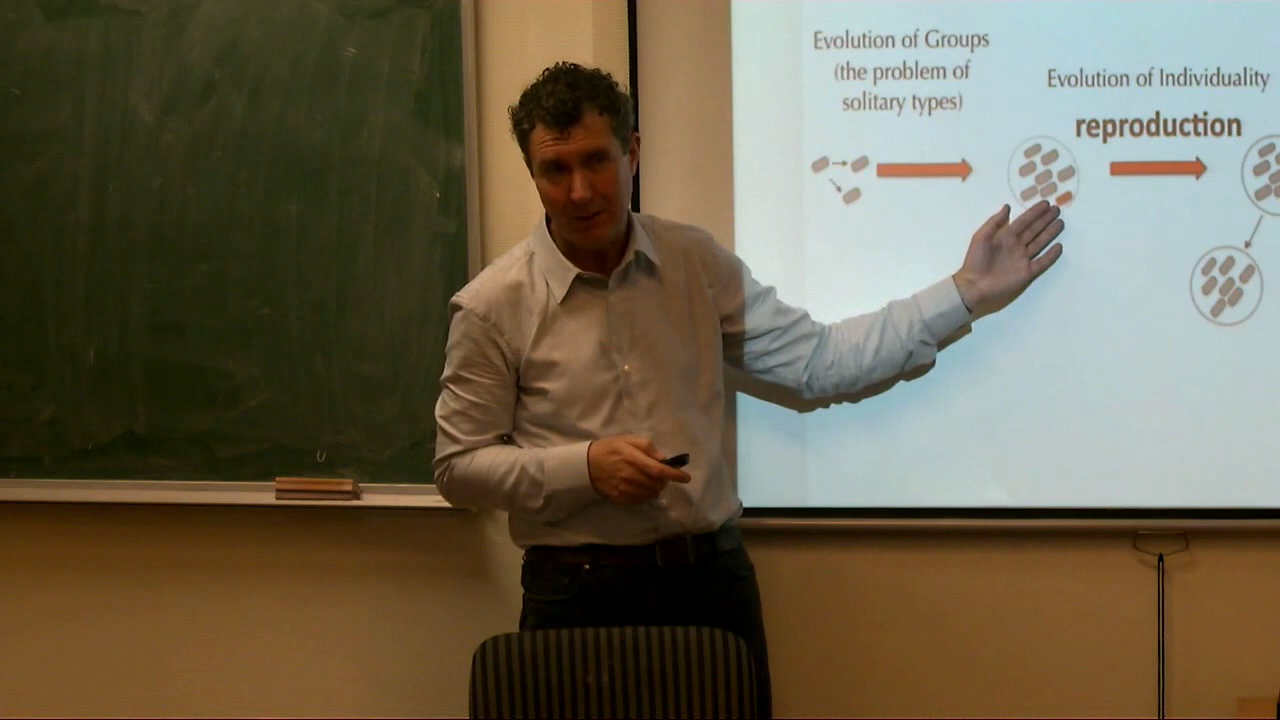 Evolution of Groups
(the problem of
solitary types)
Evolution of Individuality
reproduction